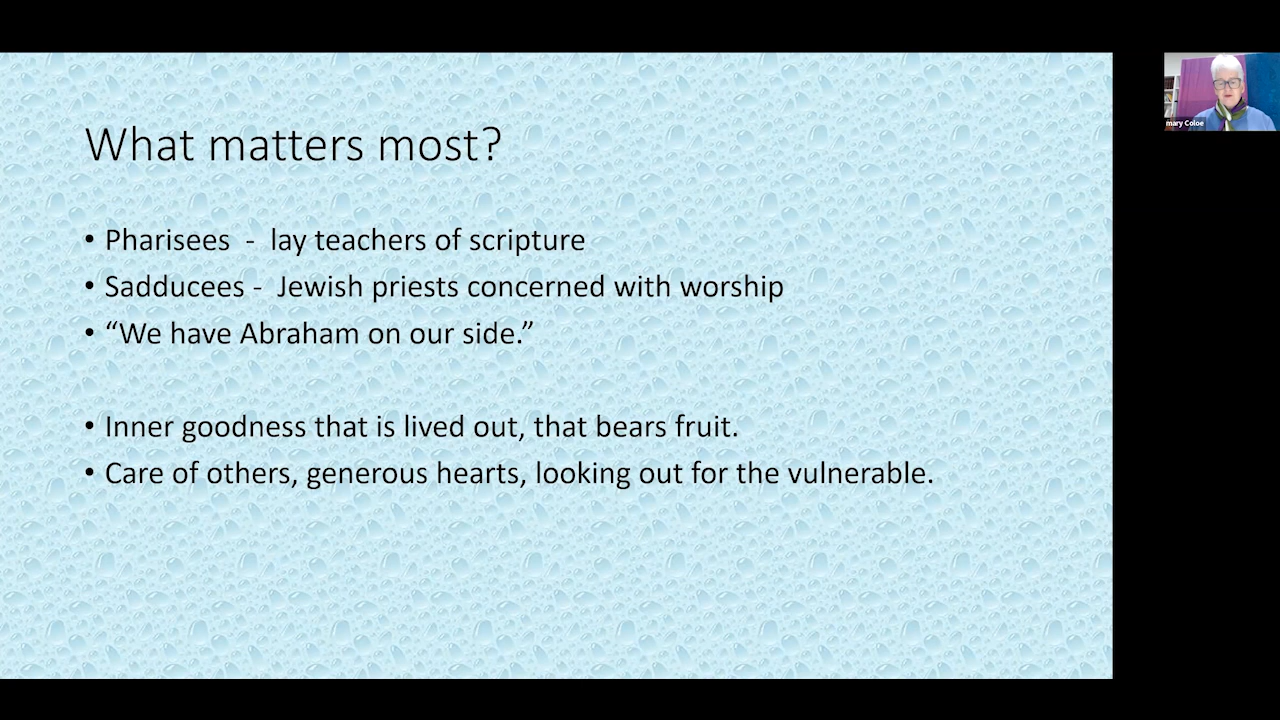 What matters most?
• Pharisees - lay teachers of scripture
• Sadducees - Jewish priests concerned with worship
• “We have Abraham on our side.”
• Inner goodness that is lived out, that bears fruit.
• Care of others, generous hearts, looking out for the vulnerable.
mary Coloe